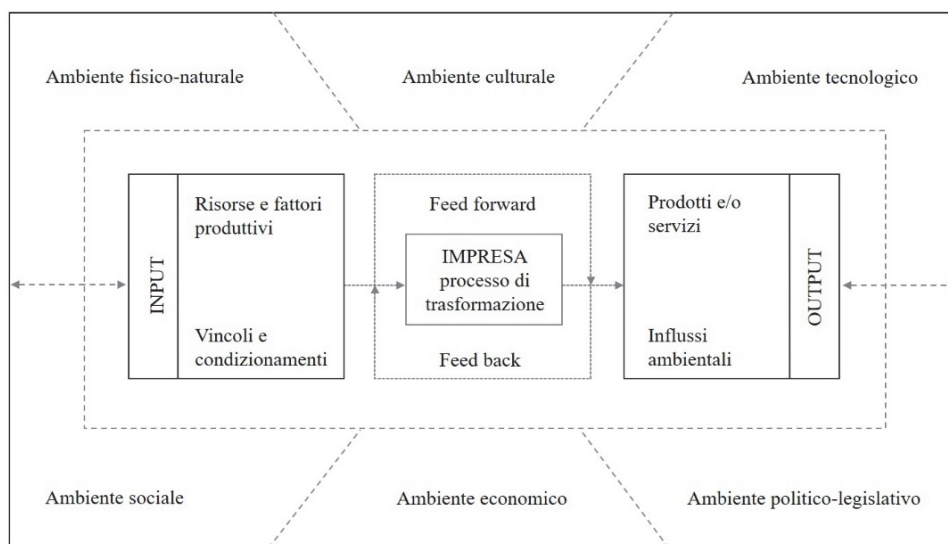 Ambiente fisico-naturale
Ambiente culturale
Ambiente tecnologico
INPUT
Risorse e fattori
produttivi
Vincoli e
condizionamenti
Feed forward
IMPRESA
processo di
trasformazione
Feed back
Prodotti e/o
servizi
Influssi
ambientali
OUTPUT
Ambiente sociale
Ambiente economico
Ambiente politico-legislativo